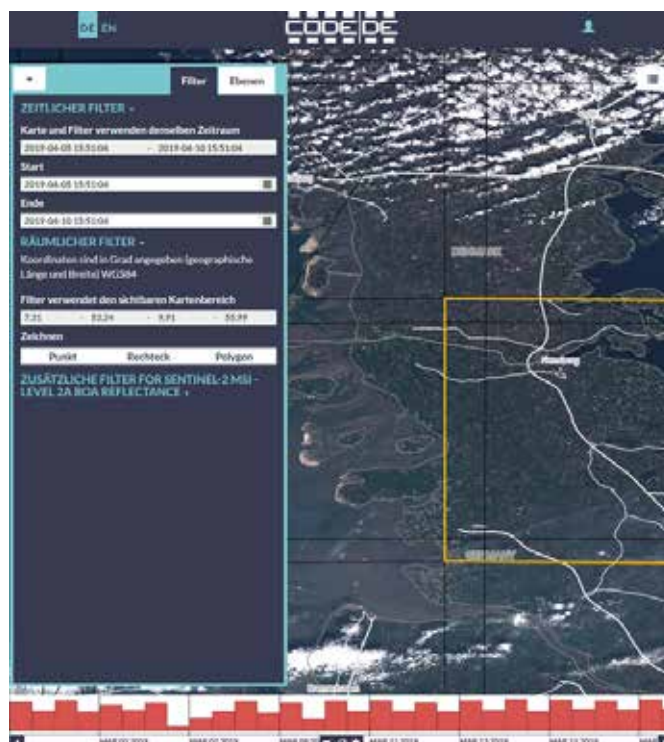 DE EN
CODE|DE
Filter Ebenen
ZEITLICHER FILTER -
Karte und Filter verwenden denselben Zeitraum
2019-04-05 15:51:04 - 2019-04-10 15:51:04
Start
2019-04-05 15:51:04
Ende
2019-04-10 15:51:04
RÄUMLICHER FILTER -
Koordinaten sind in Grad angegeben (geographische
Länge und Breite) WGS84
Filter verwendet den sichtbaren Kartenbereich
7.21 - 53.24 - 9.91 - 55.99
Zeichnen
Punkt Rechteck Polygon
ZUSÄTZLICHE FILTER FOR SENTINEL-2 MSI -
LEVEL 2A BOA REFLECTANCE
DENMARK
Flensburg
GERMANY